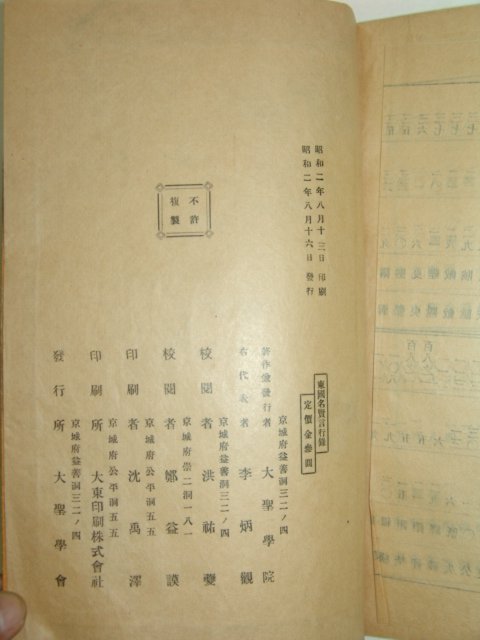 昭和二年八月十三日 印刷
昭和二年八月十六日 發行
不許
複製
東國名賢言行錄
定價金參圓
京城府益善洞三二ノ四
著作兼發行者 大聖學院
右代表者 李炳觀
京城府益善洞三二ノ四
校閱者 洪祐夔
京城府崇二洞一八一
校閱者 鄭益謨
京城府公平洞五五
印刷者 沈禹澤
京城府公平洞五五
印刷所 大東印刷株式會社
京城府益善洞三二ノ四
發行所 大聖學會